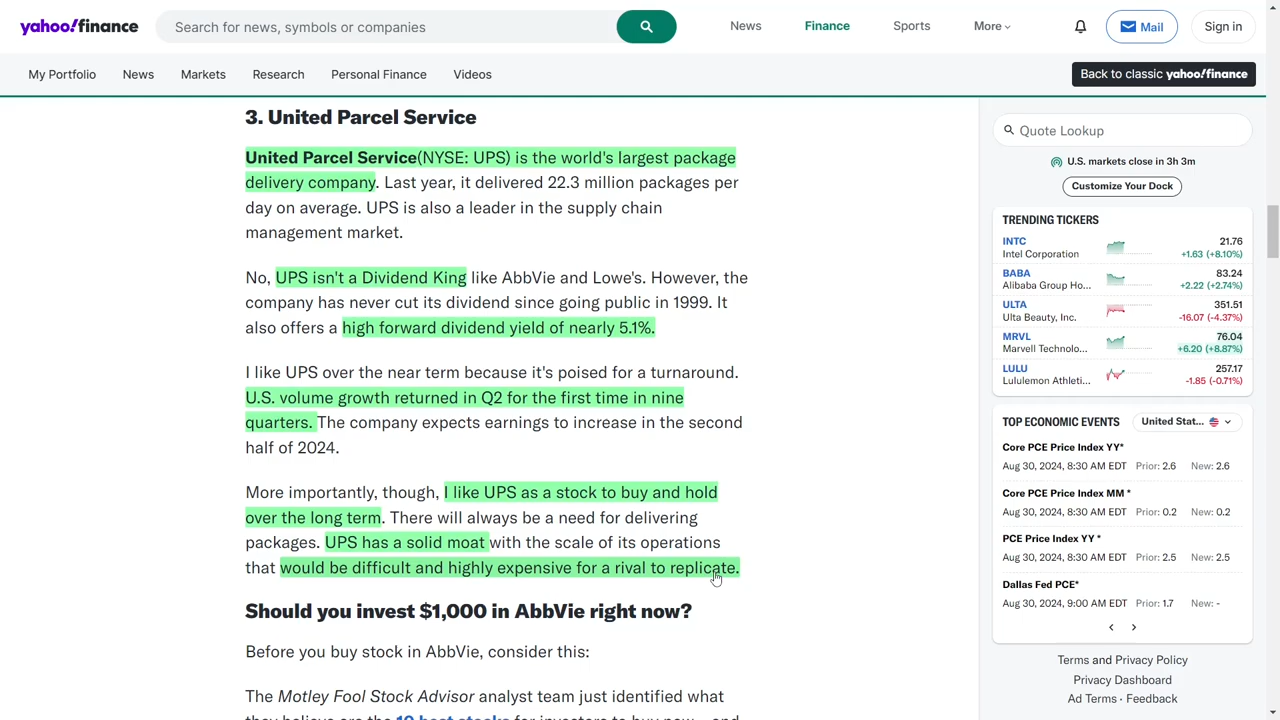 yahoo!finance
Search for news, symbols or companies
News
Finance
Sports
More
Mail
Sign in
My Portfolio
News
Markets
Research
Personal Finance
Videos
Back to classic yahoo!finance
3. United Parcel Service
United Parcel Service(NYSE: UPS) is the world's largest package
delivery company. Last year, it delivered 22.3 million packages per
day on average. UPS is also a leader in the supply chain
management market.
No, UPS isn't a Dividend King like AbbVie and Lowe's. However, the
company has never cut its dividend since going public in 1999. It
also offers a high forward dividend yield of nearly 5.1%.
I like UPS over the near term because it's poised for a turnaround.
U.S. volume growth returned in Q2 for the first time in nine
quarters. The company expects earnings to increase in the second
half of 2024.
More importantly, though, I like UPS as a stock to buy and hold
over the long term. There will always be a need for delivering
packages. UPS has a solid moat with the scale of its operations
that would be difficult and highly expensive for a rival to replicate.
Should you invest $1,000 in AbbVie right now?
Before you buy stock in AbbVie, consider this:
The Motley Fool Stock Advisor analyst team just identified what
they believe are the 10 best stocks for investors to buy now... and
Quote Lookup
U.S. markets close in 3h 3m
Customize Your Dock
TRENDING TICKERS
INTC 21.76
Intel Corporation +1.63 (+8.10%)
BABA 83.24
Alibaba Group Ho... +2.22 (+2.74%)
ULTA 351.51
Ulta Beauty, Inc. -16.07 (-4.37%)
MRVL 76.04
Marvell Technolo... +6.20 (+8.87%)
LULU 257.17
Lululemon Athleti... -1.85 (-0.71%)
TOP ECONOMIC EVENTS United Stat...
Core PCE Price Index YY*
Aug 30, 2024, 8:30 AM EDT Prior: 2.6 New: 2.6
Core PCE Price Index MM *
Aug 30, 2024, 8:30 AM EDT Prior: 0.2 New: 0.2
PCE Price Index YY *
Aug 30, 2024, 8:30 AM EDT Prior: 2.5 New: 2.5
Dallas Fed PCE*
Aug 30, 2024, 9:00 AM EDT Prior: 1.7 New: -
Terms and Privacy Policy
Privacy Dashboard
Ad Terms · Feedback